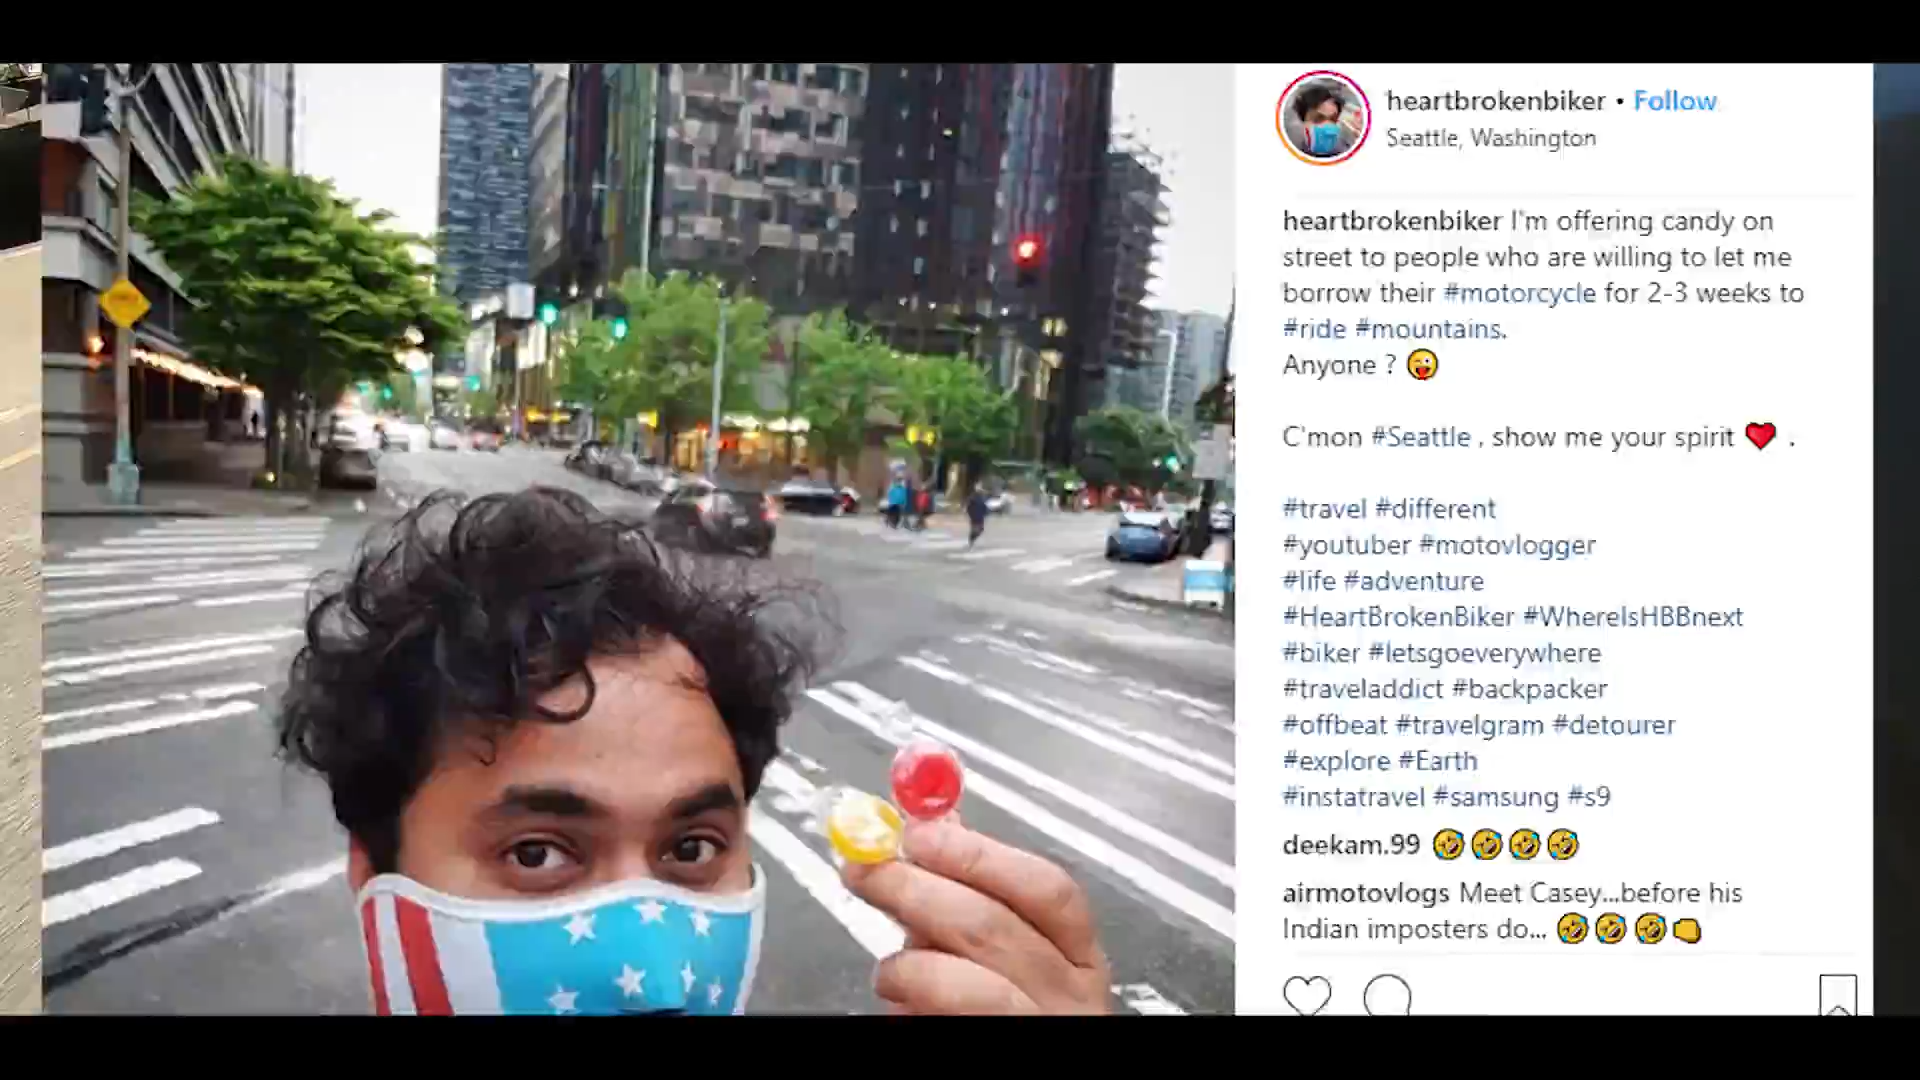 heartbrokenbiker • Follow
Seattle, Washington
heartbrokenbiker I'm offering candy on
street to people who are willing to let me
borrow their #motorcycle for 2-3 weeks to
#ride #mountains.
Anyone ? 😜
C'mon #Seattle , show me your spirit ❤️ .
#travel #different
#youtuber #motovlogger
#life #adventure
#HeartBrokenBiker #WhereIsHBBnext
#biker #letsgoeverywhere
#traveladdict #backpacker
#offbeat #travelgram #detourer
#explore #Earth
#instatravel #samsung #s9
deekam.99 🤣🤣🤣🤣
airmotovlogs Meet Casey...before his
Indian imposters do... 🤣🤣🤣👊